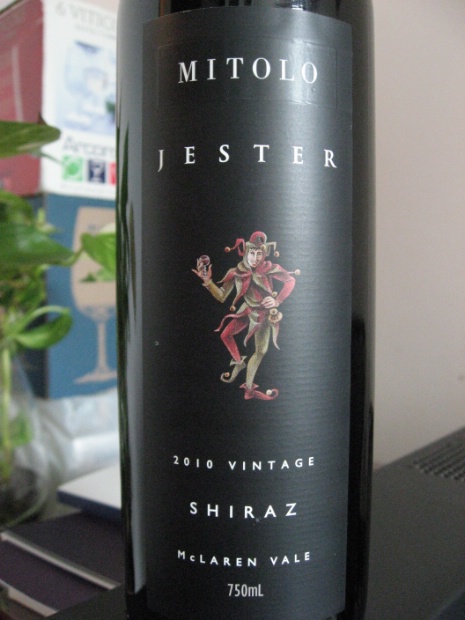 MITOLO
JESTER
2010 VINTAGE
SHIRAZ
McLAREN VALE
750mL